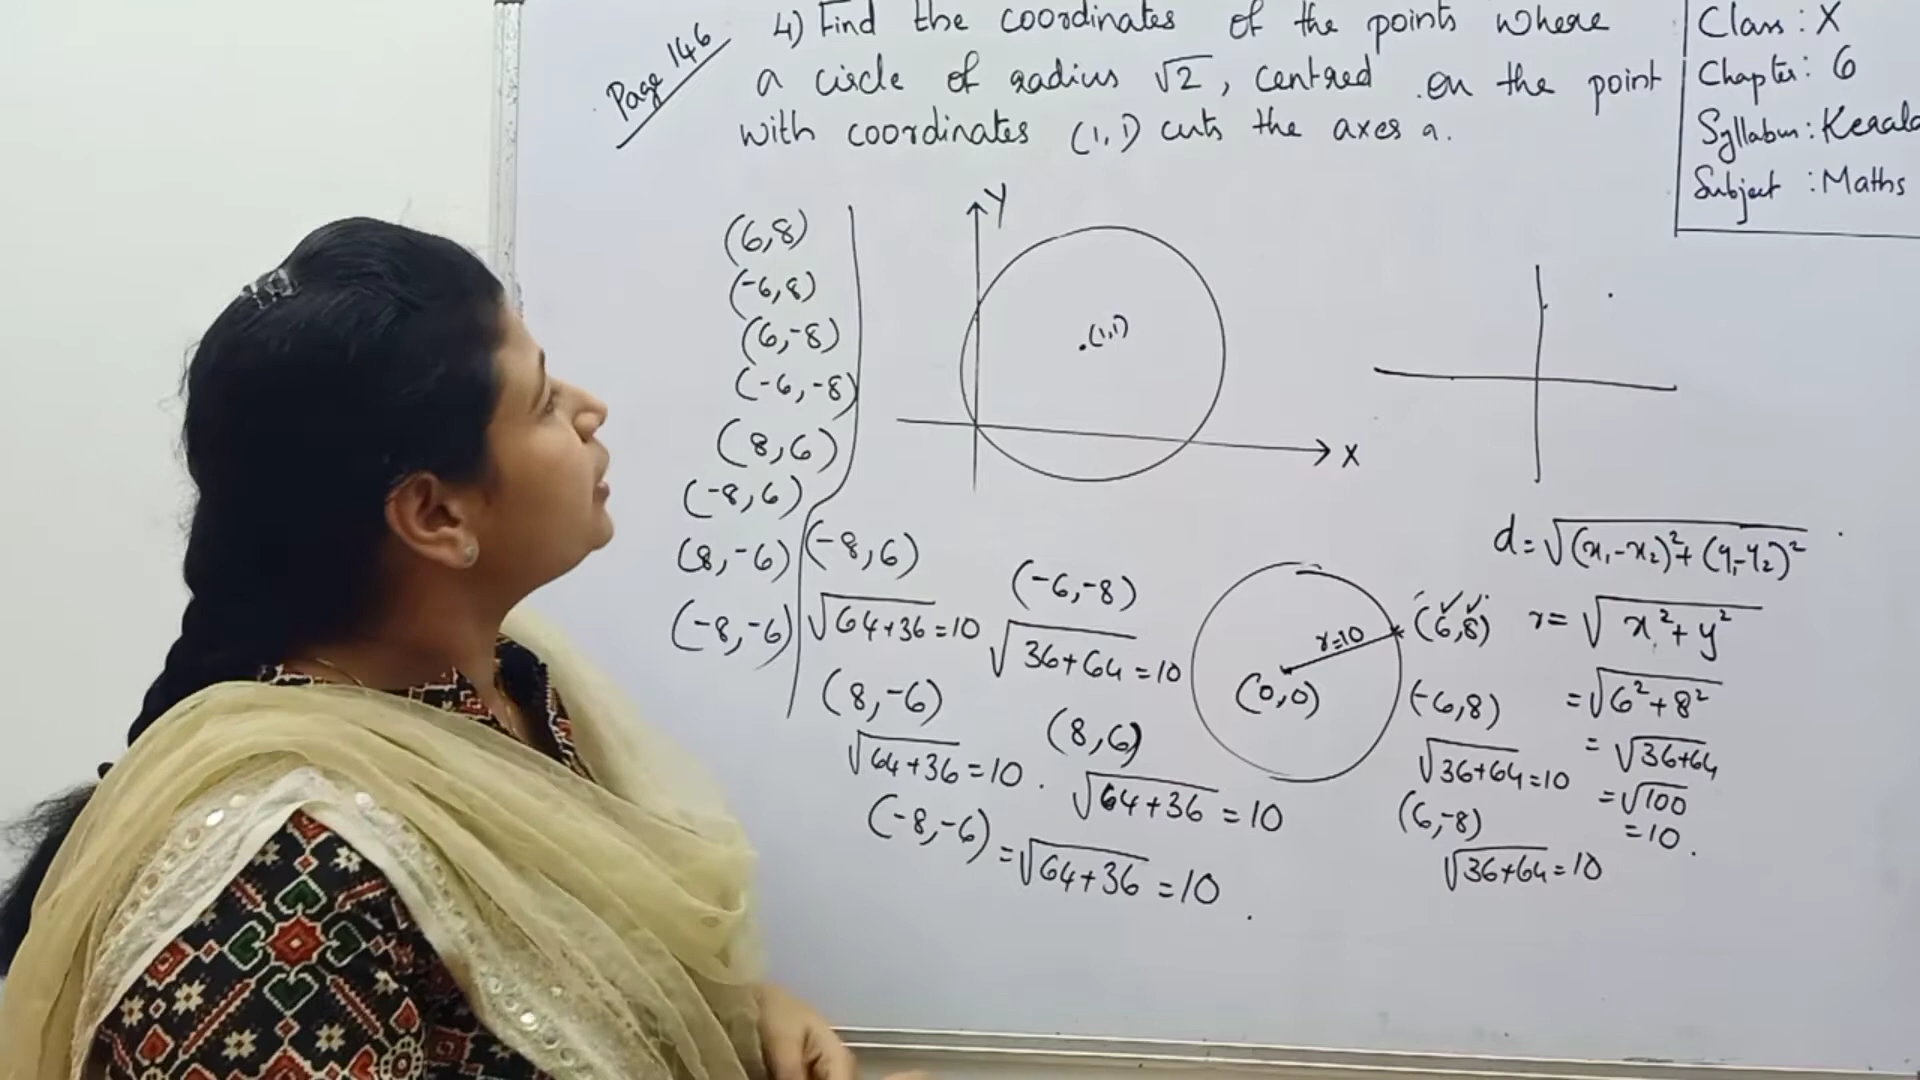 Page 146
4) Find the coordinates of the points where
a circle of radius √2, centred on the point
with coordinates (1,1) cuts the axes a.
Class : X
Chapter : 6
Syllabus : Kerala
Subject : Maths
(6,8)
(-6,8)
(6,-8)
(-6,-8)
(8,6)
(-8,6)
(8,-6)
(-8,-6)
Y
.(1,1)
X
(-8,6)
√64+36 = 10
(8,-6)
√64+36 = 10
(-8,-6) = √64+36 = 10
(-6,-8)
√36+64 = 10
(8,6)
√64+36 = 10
r=10
(0,0)
(6,8)
(-6,8)
√36+64 = 10
(6,-8)
√36+64 = 10
d = √(x₁-x₂)²+(y₁-y₂)²
r = √x²+y²
= √6²+8²
= √36+64
= √100
= 10.